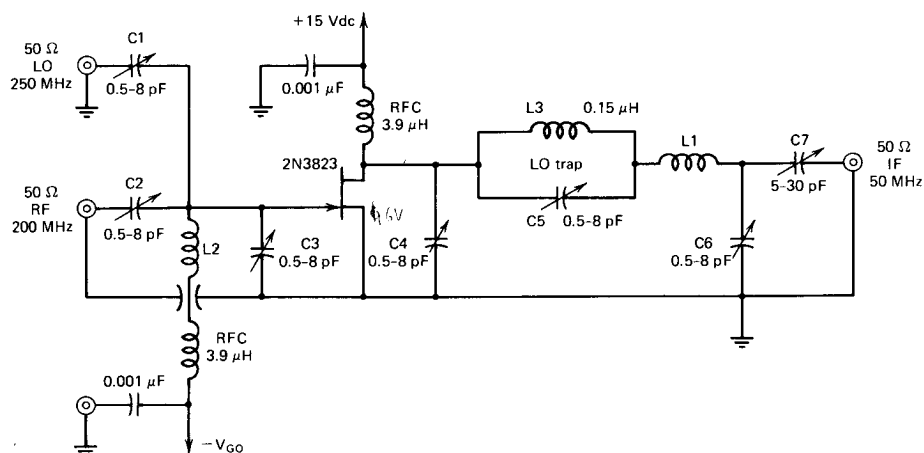 +15 Vdc
50 Ω
LO
250 MHz
C1
0.5–8 pF
0.001 μF
RFC
3.9 μH
L3
0.15 μH
LO trap
C5
0.5–8 pF
L1
C7
5-30 pF
50 Ω
IF
50 MHz
2N3823
50 Ω
RF
200 MHz
C2
0.5–8 pF
L2
C3
0.5–8 pF
C4
0.5–8 pF
C6
0.5–8 pF
RFC
3.9 μH
0.001 μF
−VGO